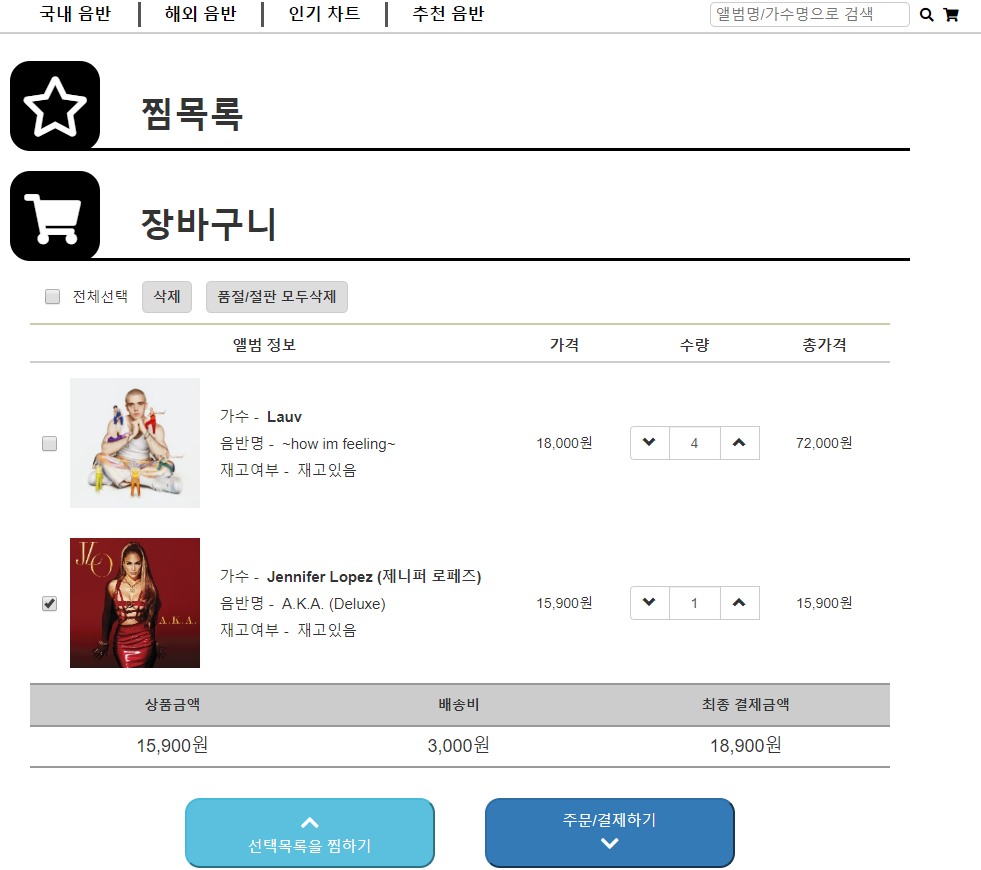 국내 음반 해외 음반 인기 차트 추천 음반 앨범명/가수명으로 검색
찜목록
장바구니
전체선택 삭제 품절/절판 모두삭제
앨범 정보 가격 수량 총가격
가수 - Lauv
음반명 - ~how im feeling~ 18,000원 4 72,000원
재고여부 - 재고있음
JLO
A.K.A.
가수 - Jennifer Lopez (제니퍼 로페즈)
음반명 - A.K.A. (Deluxe) 15,900원 1 15,900원
재고여부 - 재고있음
상품금액 배송비 최종 결제금액
15,900원 3,000원 18,900원
선택목록을 찜하기
주문/결제하기